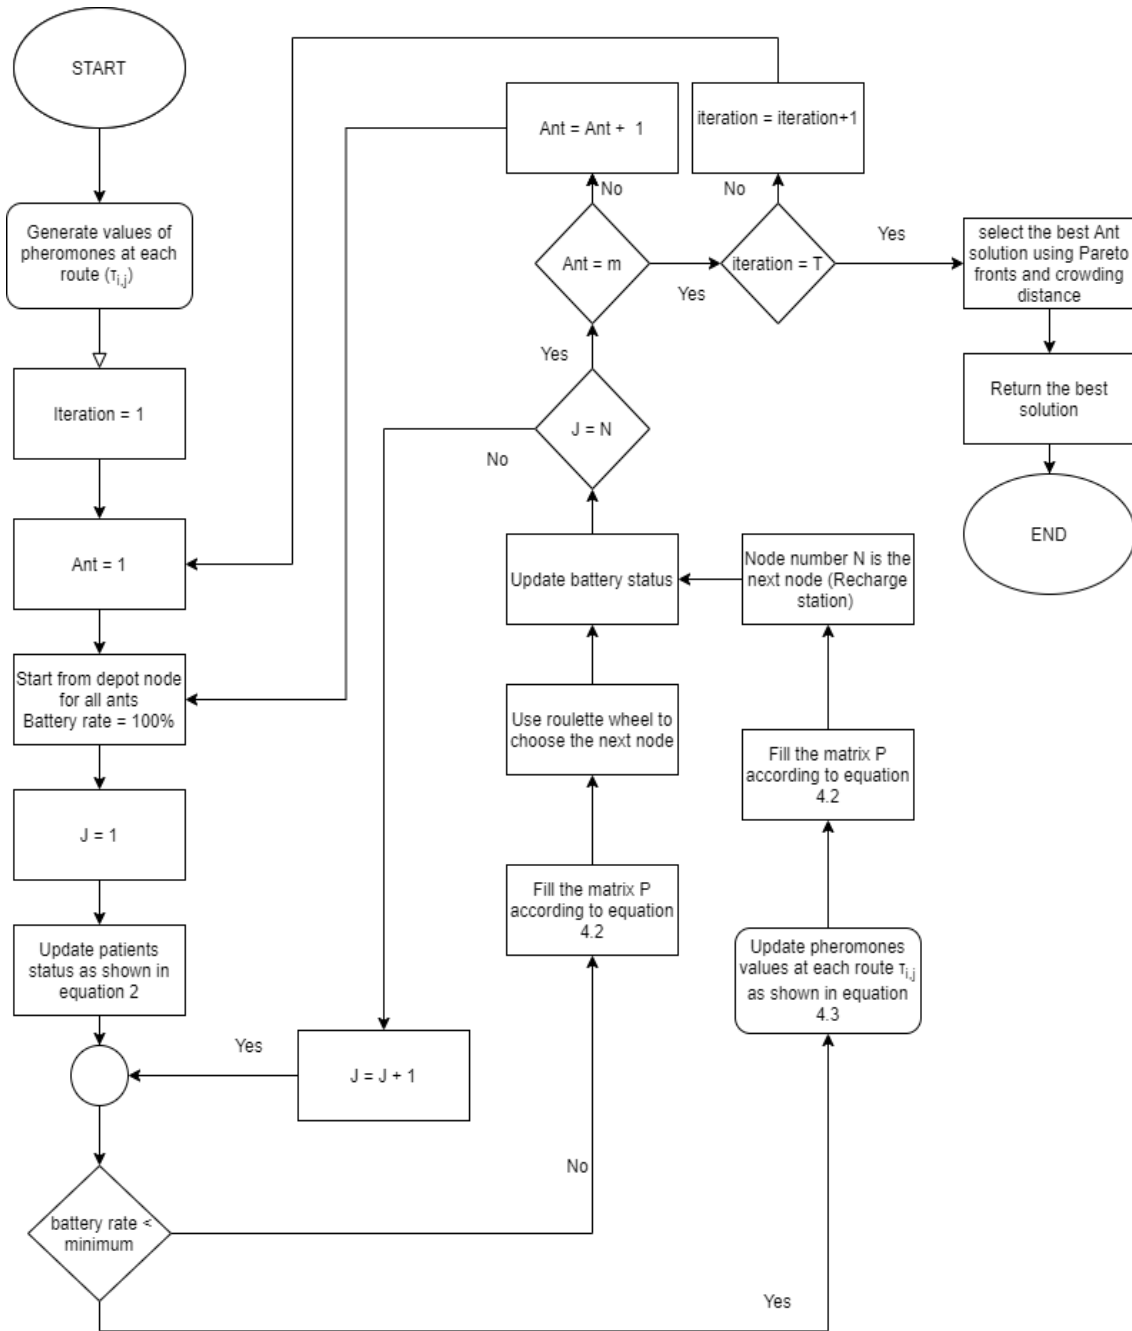 START
Generate values of
pheromones at each
route (τi,j)
Iteration = 1
Ant = 1
Start from depot node
for all ants
Battery rate = 100%
J = 1
Update patients
status as shown in
equation 2
Yes
J = J + 1
battery rate <
minimum
No
Yes
Ant = Ant + 1
iteration = iteration+1
No
No
Ant = m
Yes
iteration = T
Yes
select the best Ant
solution using Pareto
fronts and crowding
distance
Return the best
solution
END
Yes
J = N
No
Update battery status
Node number N is the
next node (Recharge
station)
Use roulette wheel to
choose the next node
Fill the matrix P
according to equation
4.2
Fill the matrix P
according to equation
4.2
Update pheromones
values at each route τi,j
as shown in equation
4.3